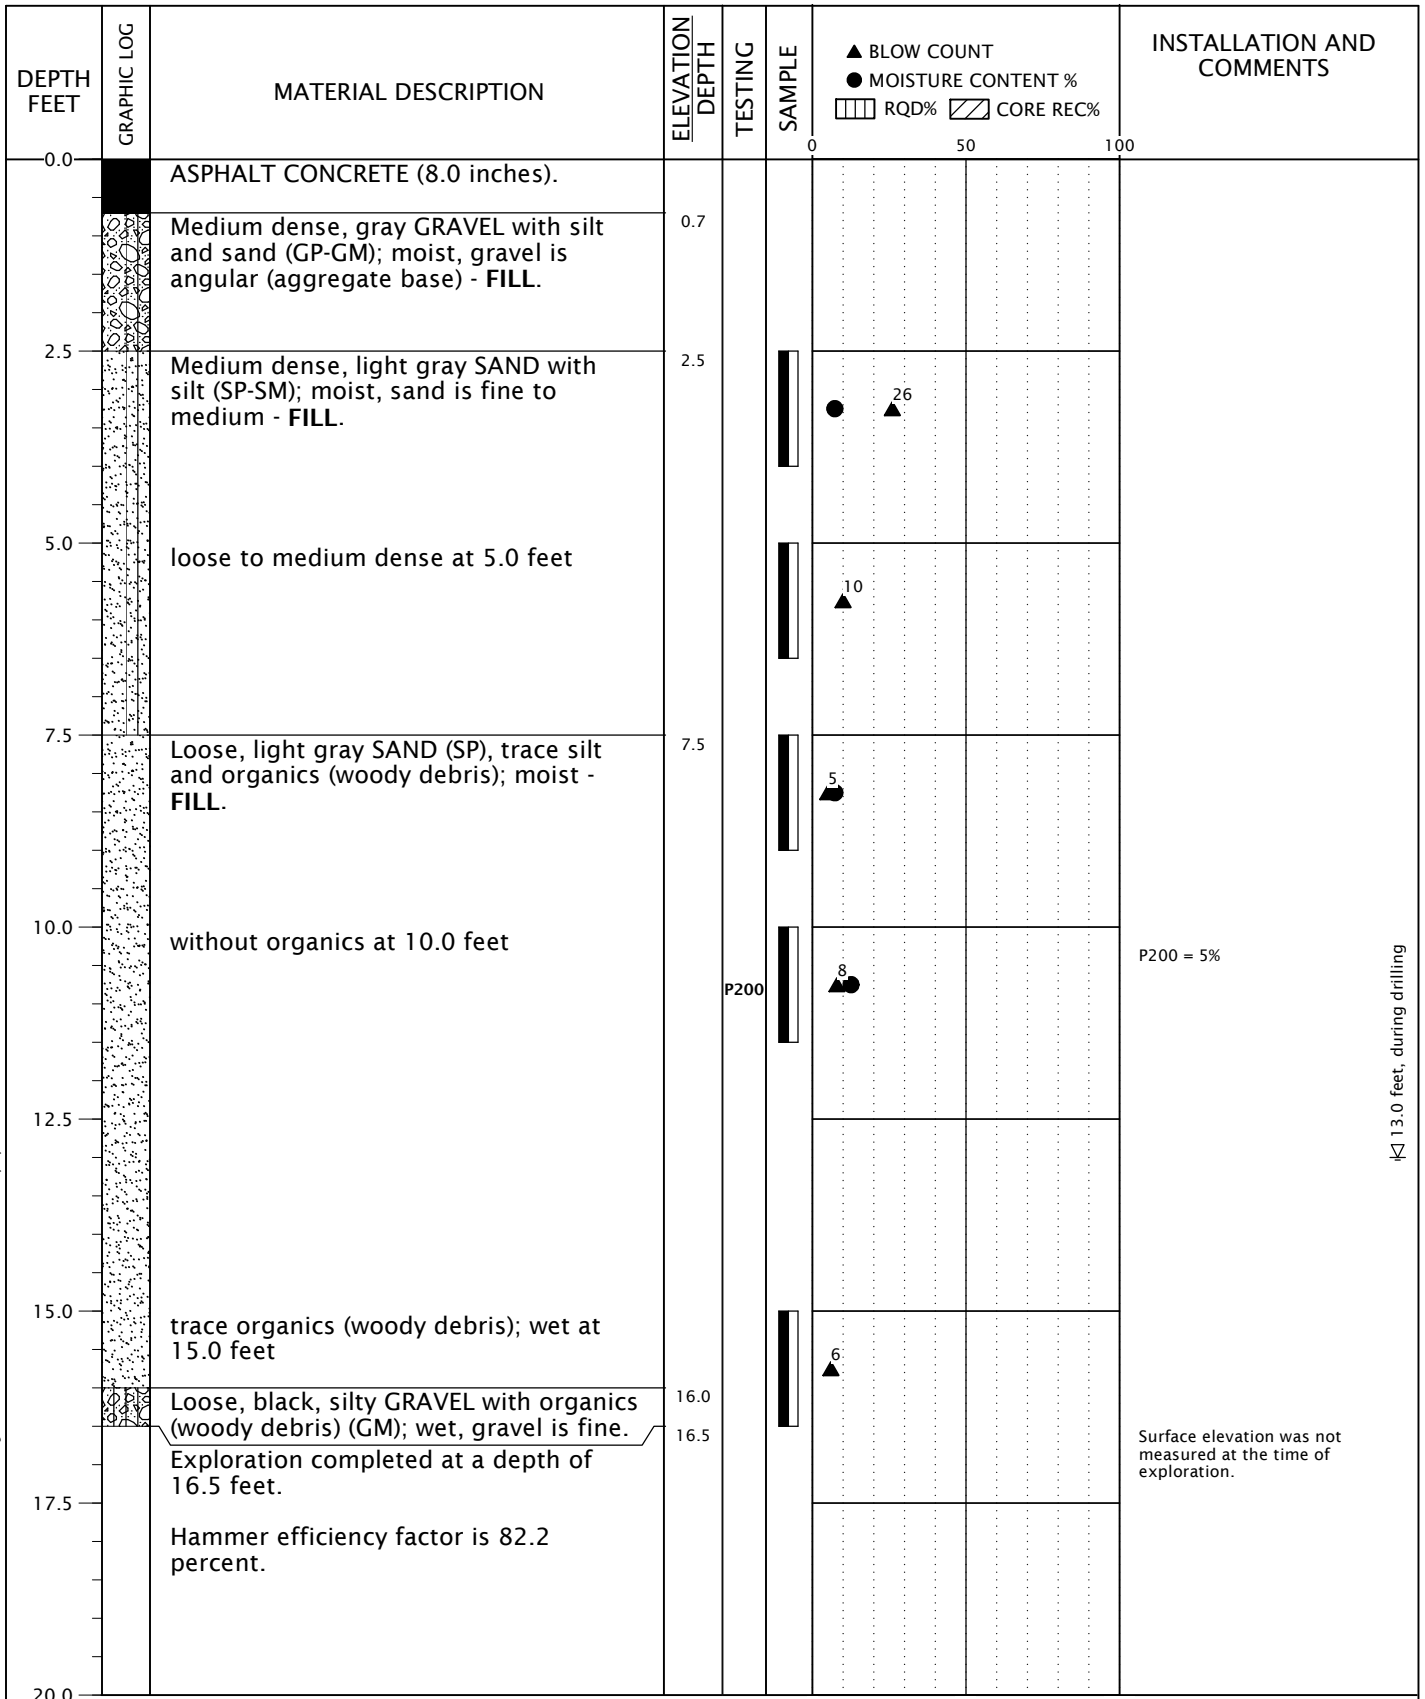 DEPTH
FEET
GRAPHIC LOG
MATERIAL DESCRIPTION
ELEVATION
DEPTH
TESTING
SAMPLE
▲ BLOW COUNT
● MOISTURE CONTENT %
RQD% CORE REC%
0 50 100
INSTALLATION AND
COMMENTS
0.0
ASPHALT CONCRETE (8.0 inches).
0.7
Medium dense, gray GRAVEL with silt
and sand (GP-GM); moist, gravel is
angular (aggregate base) - FILL.
2.5
2.5
Medium dense, light gray SAND with
silt (SP-SM); moist, sand is fine to
medium - FILL.
26
5.0
loose to medium dense at 5.0 feet
10
7.5
7.5
Loose, light gray SAND (SP), trace silt
and organics (woody debris); moist -
FILL.
5
10.0
without organics at 10.0 feet
P200
8
P200 = 5%
12.5
13.0 feet, during drilling
15.0
trace organics (woody debris); wet at
15.0 feet
6
16.0
Loose, black, silty GRAVEL with organics
(woody debris) (GM); wet, gravel is fine.
16.5
Exploration completed at a depth of
16.5 feet.
Surface elevation was not
measured at the time of
exploration.
17.5
Hammer efficiency factor is 82.2
percent.
20.0